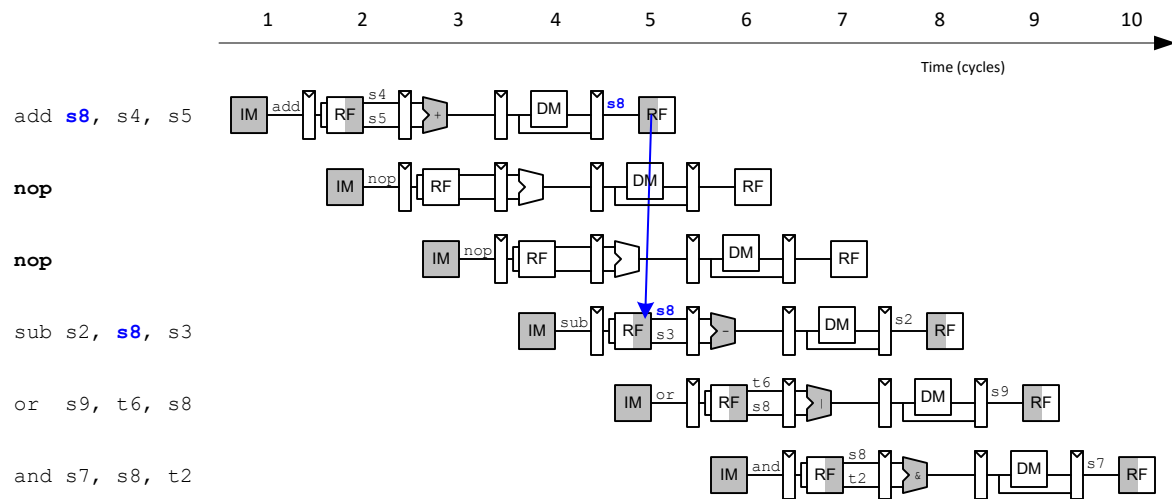 1 2 3 4 5 6 7 8 9 10
Time (cycles)
add s8, s4, s5 IM add RF s4 s5 + DM s8 RF
nop IM nop RF DM RF
nop IM nop RF DM RF
sub s2, s8, s3 IM sub RF s8 s3 - DM s2 RF
or s9, t6, s8 IM or RF t6 s8 | DM s9 RF
and s7, s8, t2 IM and RF s8 t2 & DM s7 RF